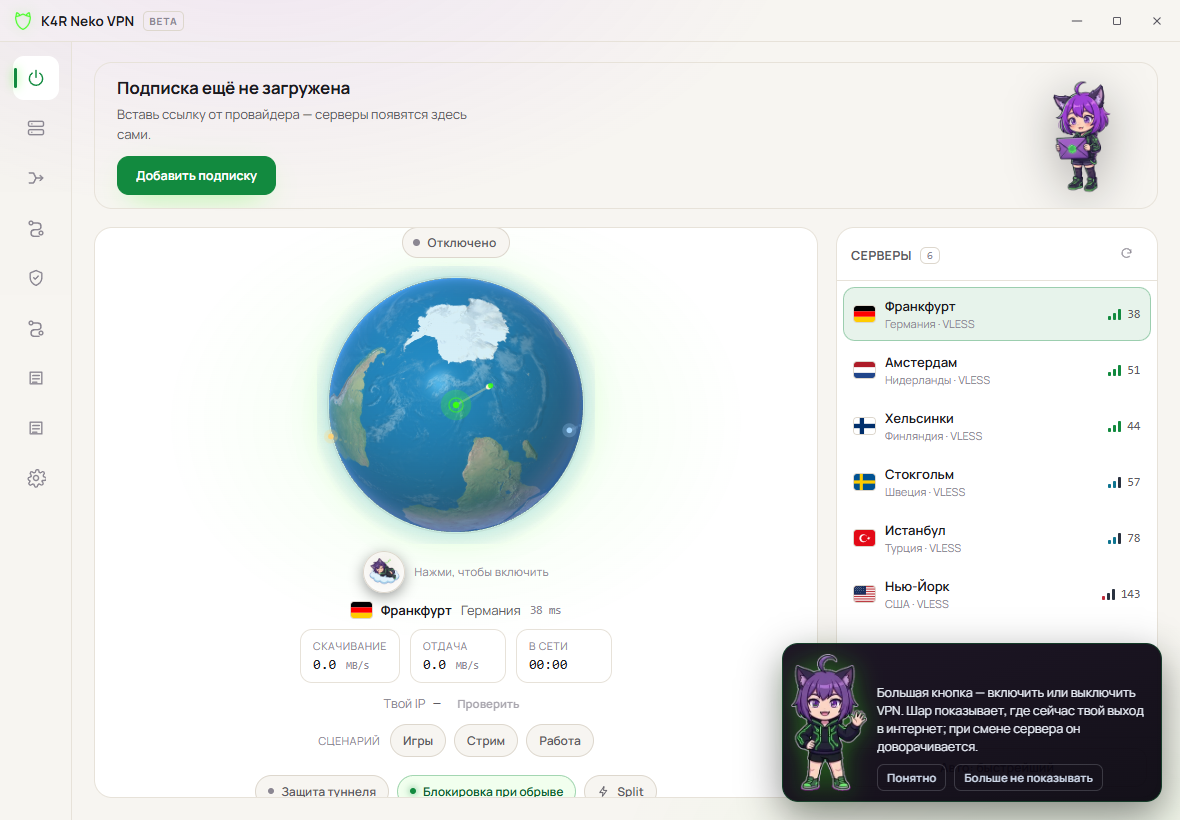 K4R Neko VPN BETA
Подписка ещё не загружена
Вставь ссылку от провайдера — серверы появятся здесь
сами.
Добавить подписку
Отключено
Нажми, чтобы включить
Франкфурт Германия 38 ms
СКАЧИВАНИЕ ОТДАЧА В СЕТИ
0.0 MB/s 0.0 MB/s 00:00
Твой IP — Проверить
СЦЕНАРИЙ Игры Стрим Работа
Защита туннеля Блокировка при обрыве Split
СЕРВЕРЫ 6
Франкфурт
Германия · VLESS 38
Амстердам
Нидерланды · VLESS 51
Хельсинки
Финляндия · VLESS 44
Стокгольм
Швеция · VLESS 57
Истанбул
Турция · VLESS 78
Нью-Йорк
США · VLESS 143
Большая кнопка — включить или выключить
VPN. Шар показывает, где сейчас твой выход
в интернет; при смене сервера он
доворачивается.
Понятно Больше не показывать